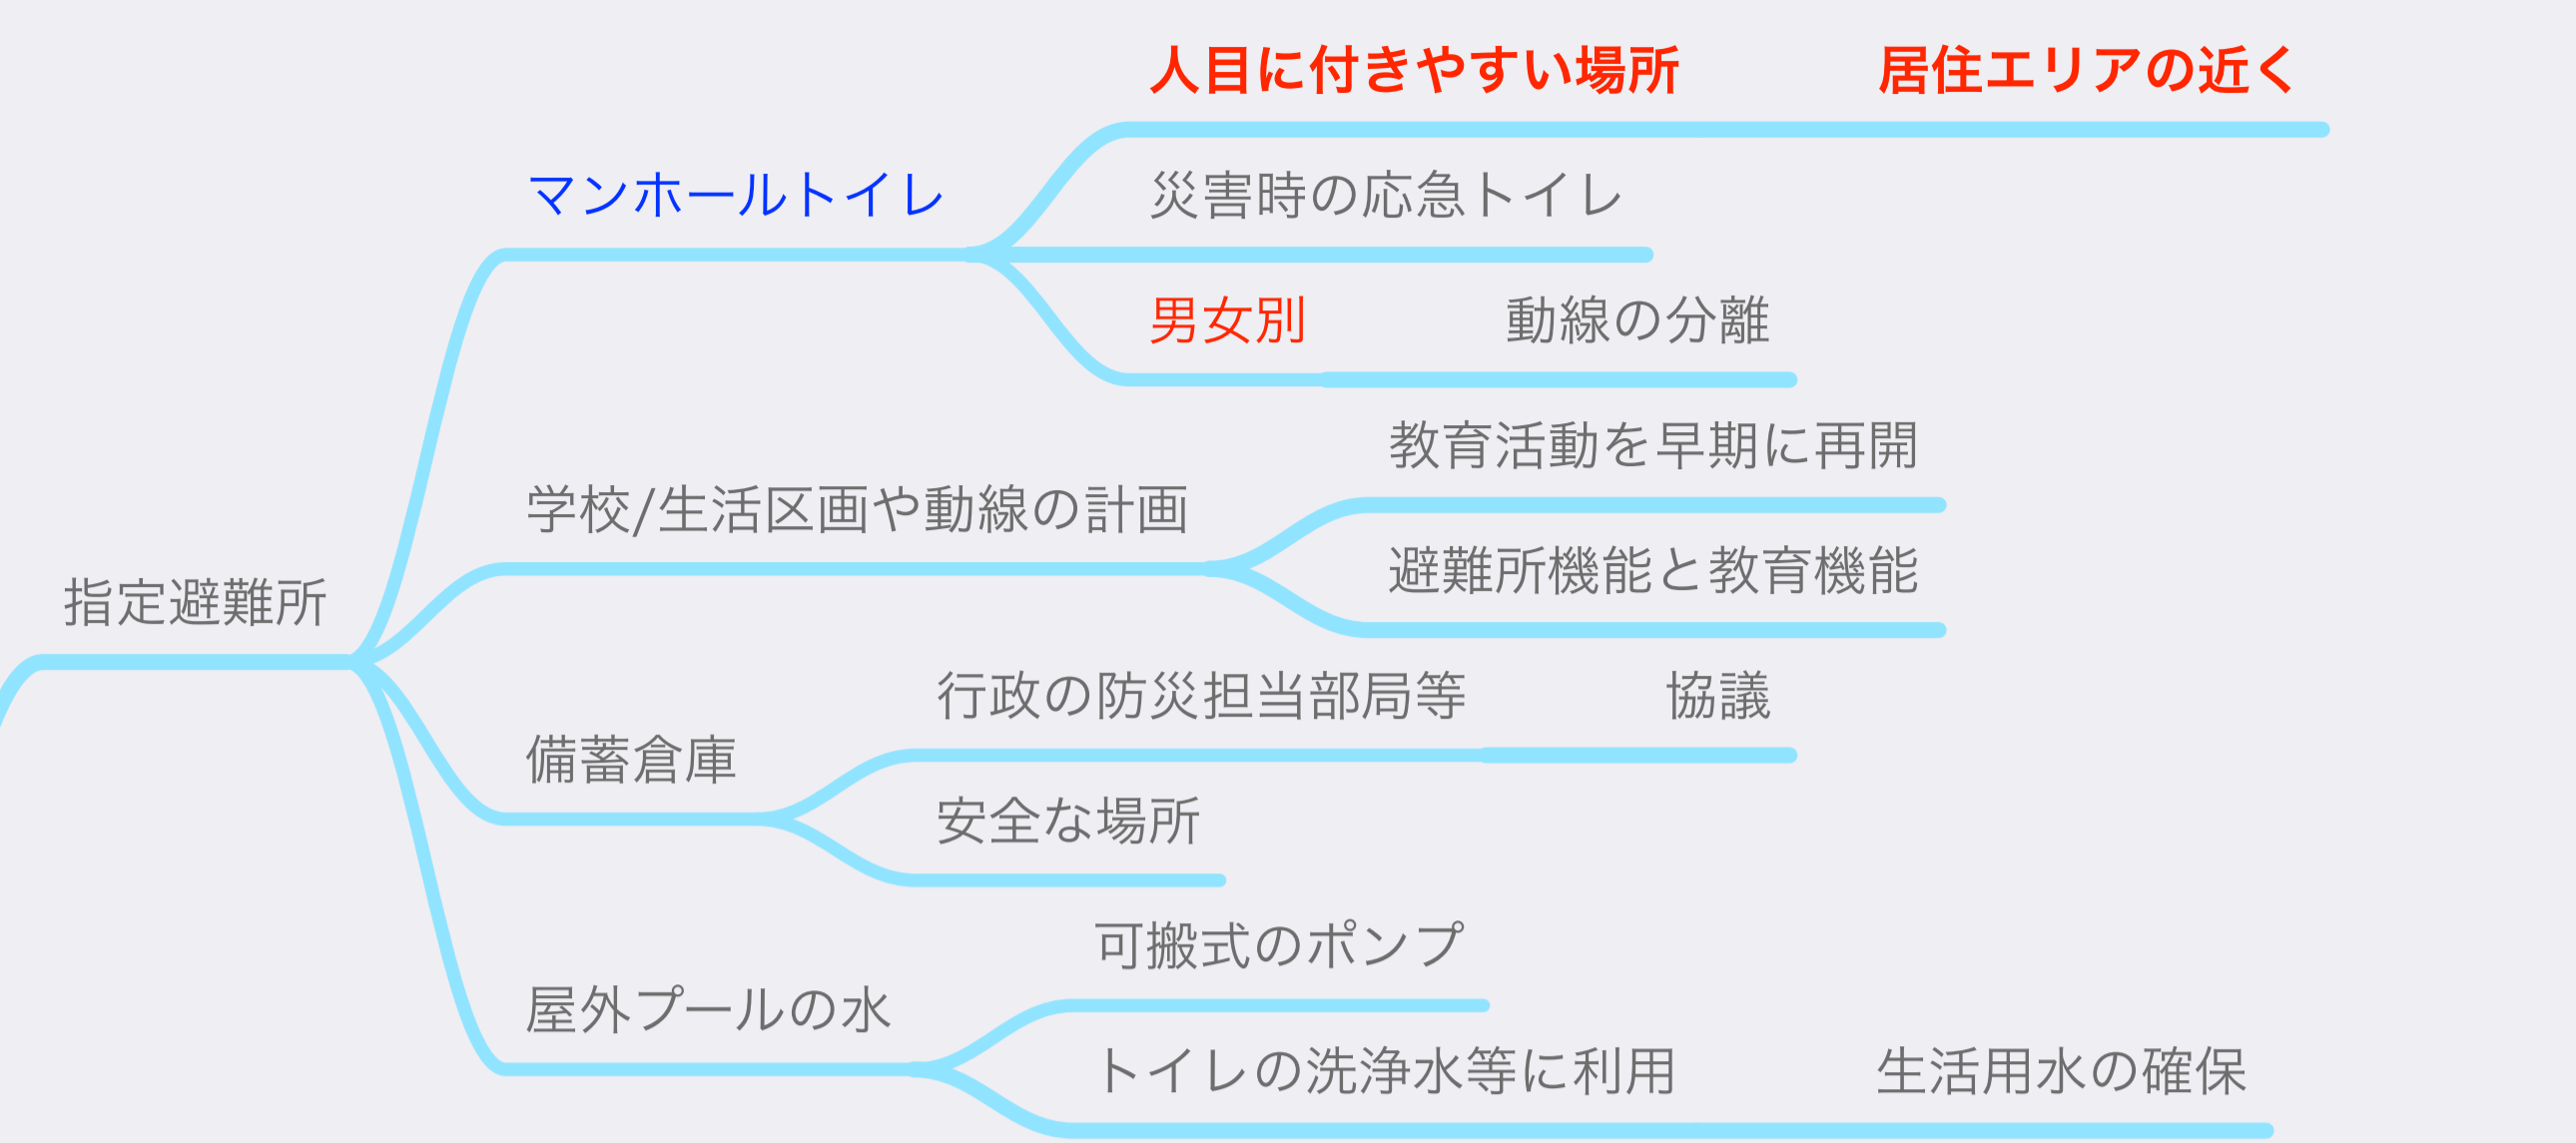 人目に付きやすい場所 居住エリアの近く
マンホールトイレ
災害時の応急トイレ
男女別 動線の分離
教育活動を早期に再開
学校/生活区画や動線の計画
避難所機能と教育機能
指定避難所
行政の防災担当部局等 協議
備蓄倉庫
安全な場所
可搬式のポンプ
屋外プールの水
トイレの洗浄水等に利用 生活用水の確保